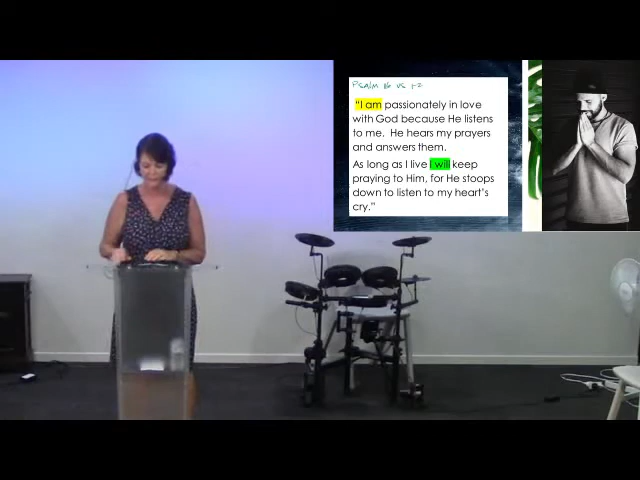 Psalm 116 vs 1-2
“I am passionately in love
with God because He listens
to me. He hears my prayers
and answers them.
As long as I live I will keep
praying to Him, for He stoops
down to listen to my heart’s
cry.”